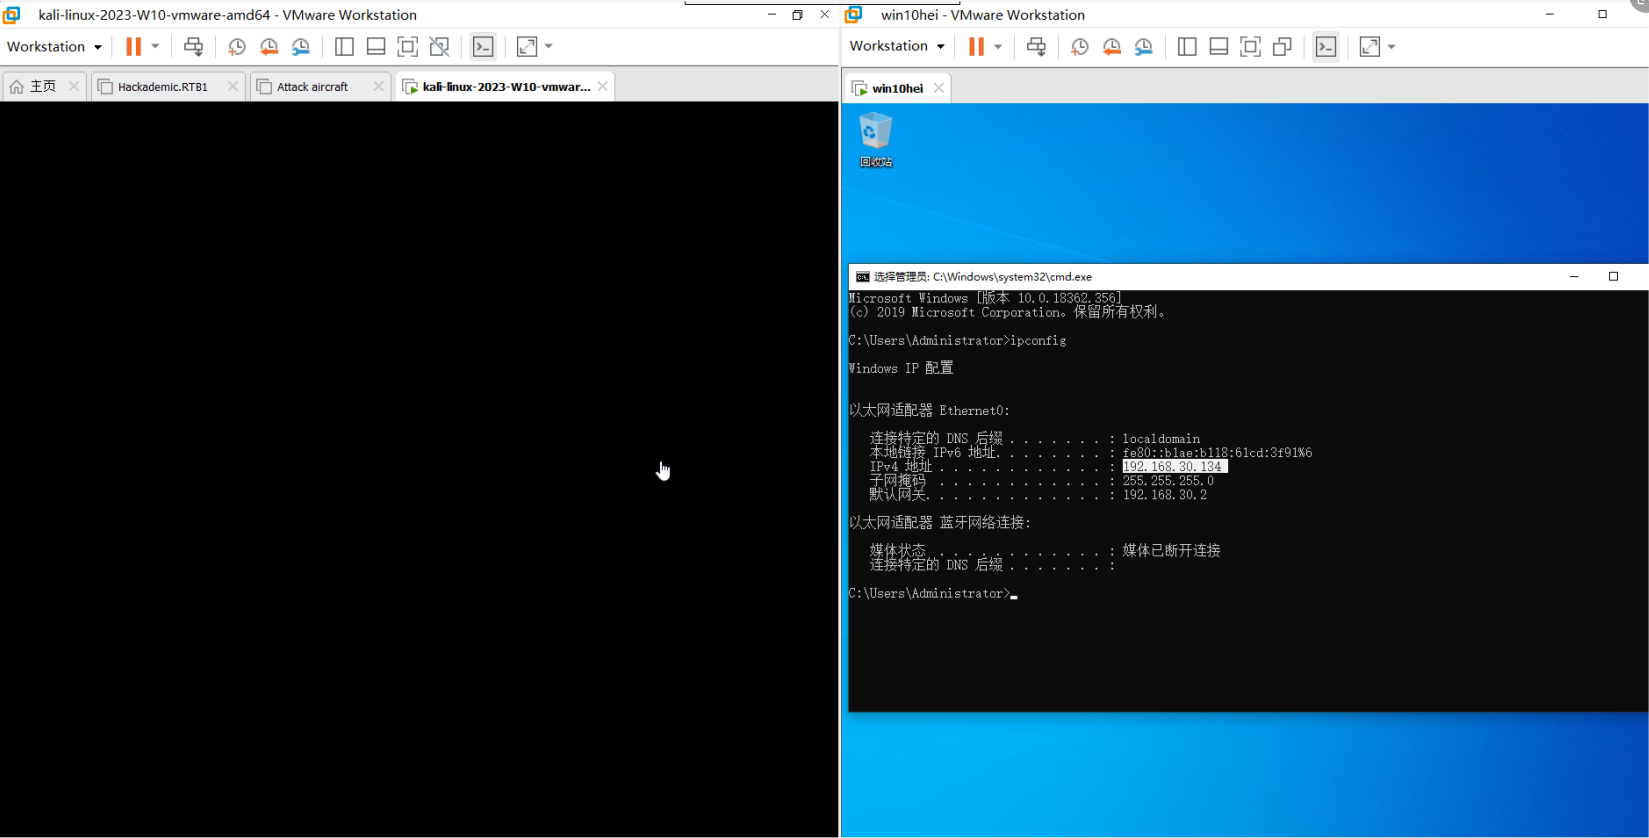 kali-linux-2023-W10-vmware-amd64 - VMware Workstation
Workstation
主页
Hackademic.RTB1
Attack aircraft
kali-linux-2023-W10-vmwar...
win10hei - VMware Workstation
Workstation
win10hei
回收站
选择管理员: C:\Windows\system32\cmd.exe
Microsoft Windows [版本 10.0.18362.356]
(c) 2019 Microsoft Corporation。保留所有权利。
C:\Users\Administrator>ipconfig
Windows IP 配置
以太网适配器 Ethernet0:
连接特定的 DNS 后缀 . . . . . . . : localdomain
本地链接 IPv6 地址. . . . . . . . : fe80::b1ae:b118:61cd:3f91%6
IPv4 地址 . . . . . . . . . . . . : 192.168.30.134
子网掩码 . . . . . . . . . . . . : 255.255.255.0
默认网关. . . . . . . . . . . . . : 192.168.30.2
以太网适配器 蓝牙网络连接:
媒体状态 . . . . . . . . . . . . : 媒体已断开连接
连接特定的 DNS 后缀 . . . . . . . :
C:\Users\Administrator>